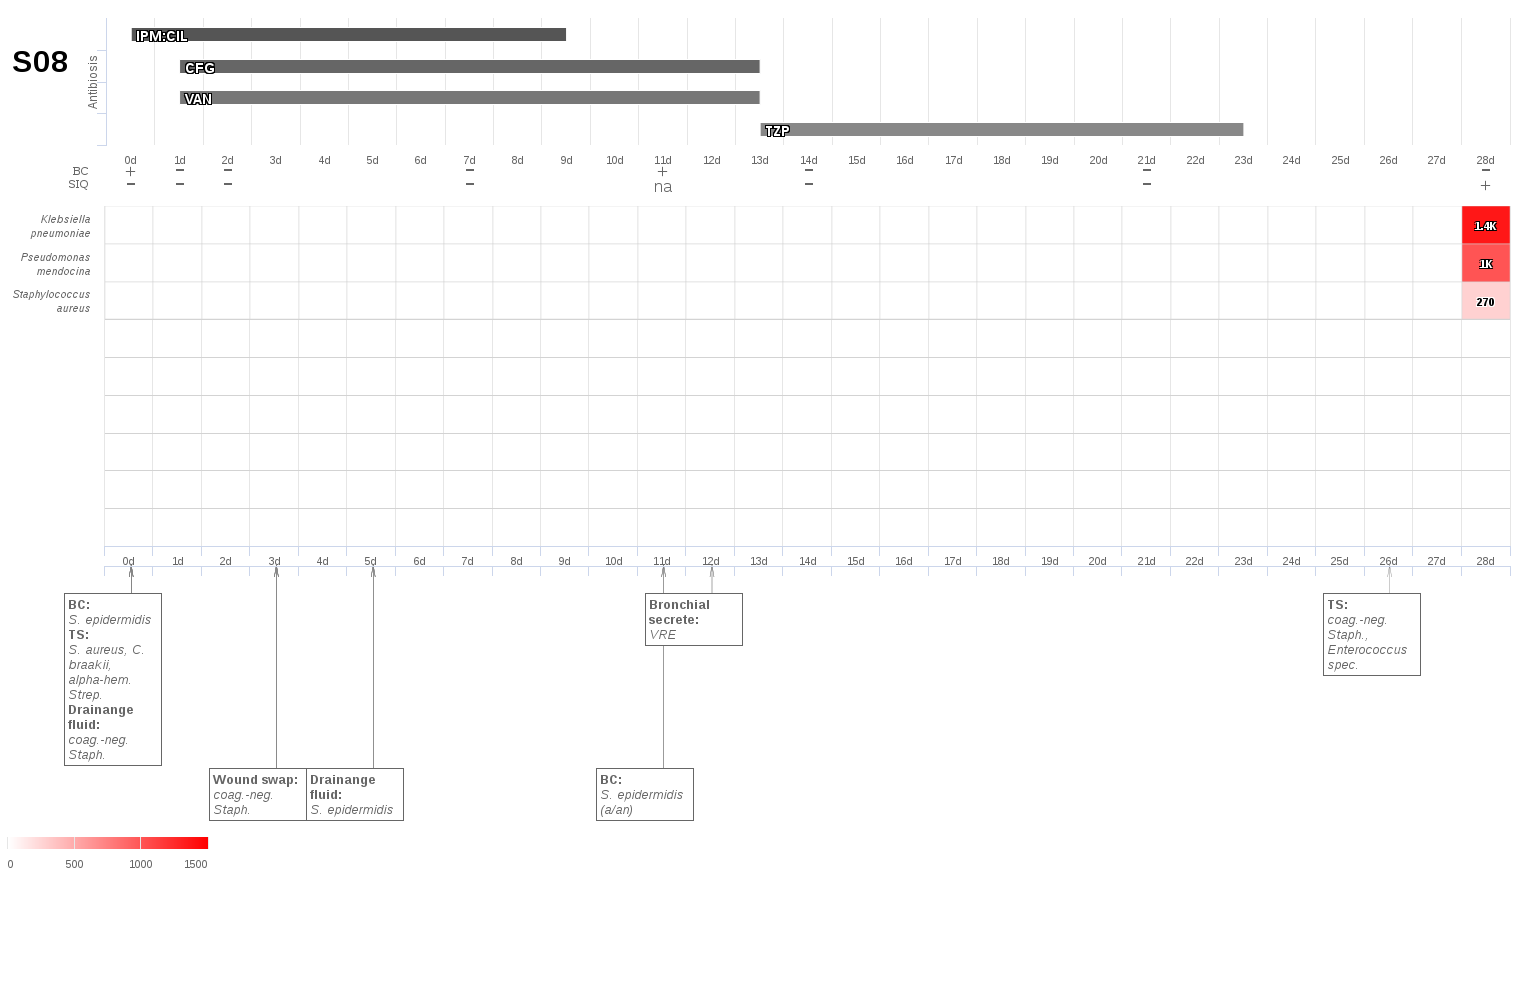 S08
Antibiosis
IPM:CIL
CFG
VAN
TZP
0d 1d 2d 3d 4d 5d 6d 7d 8d 9d 10d 11d 12d 13d 14d 15d 16d 17d 18d 19d 20d 21d 22d 23d 24d 25d 26d 27d 28d
BC + − − − + − − −
SIQ − − − − na − − +
Klebsiella
pneumoniae
1.4K
Pseudomonas
mendocina
1K
Staphylococcus
aureus
270
0d 1d 2d 3d 4d 5d 6d 7d 8d 9d 10d 11d 12d 13d 14d 15d 16d 17d 18d 19d 20d 21d 22d 23d 24d 25d 26d 27d 28d
BC:
S. epidermidis
TS:
S. aureus, C.
braakii,
alpha-hem.
Strep.
Drainange
fluid:
coag.-neg.
Staph.
Wound swap:
coag.-neg.
Staph.
Drainange
fluid:
S. epidermidis
Bronchial
secrete:
VRE
BC:
S. epidermidis
(a/an)
TS:
coag.-neg.
Staph.,
Enterococcus
spec.
0 500 1000 1500